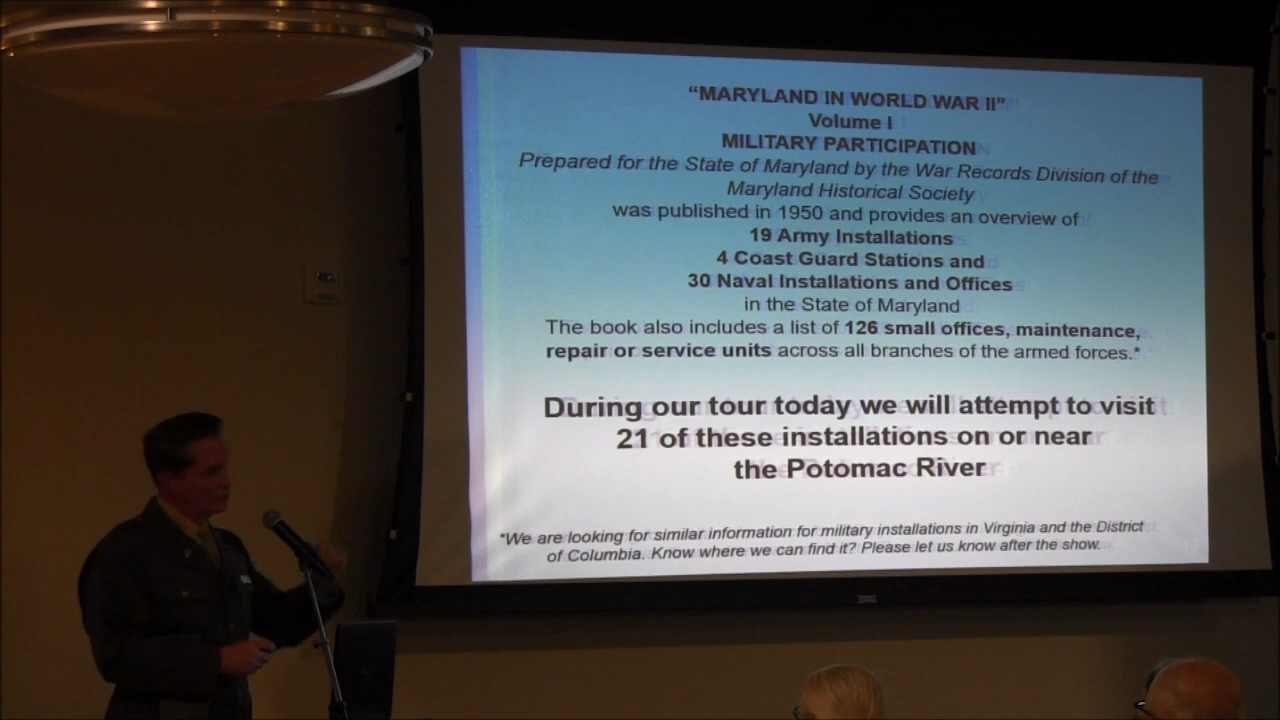 “MARYLAND IN WORLD WAR II”
Volume I
MILITARY PARTICIPATION
Prepared for the State of Maryland by the War Records Division of the
Maryland Historical Society
was published in 1950 and provides an overview of
19 Army Installations
4 Coast Guard Stations and
30 Naval Installations and Offices
in the State of Maryland
The book also includes a list of 126 small offices, maintenance,
repair or service units across all branches of the armed forces.*
During our tour today we will attempt to visit
21 of these installations on or near
the Potomac River
*We are looking for similar information for military installations in Virginia and the District
of Columbia. Know where we can find it? Please let us know after the show.